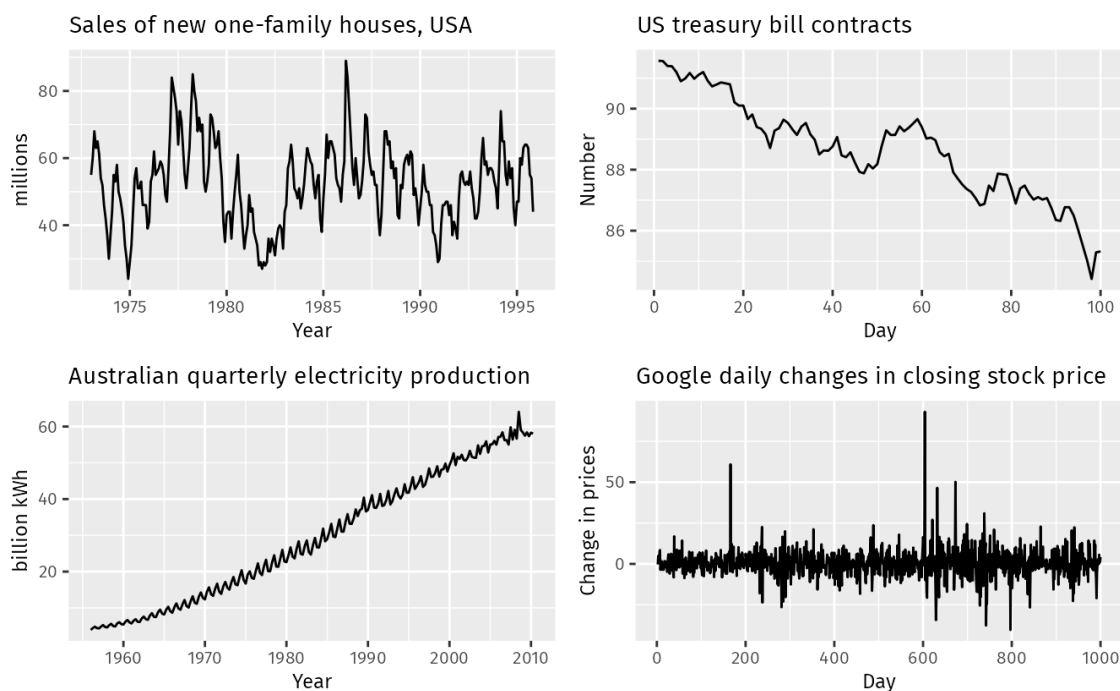 Sales of new one-family houses, USA
80
60
40
millions
1975 1980 1985 1990 1995
Year
US treasury bill contracts
90
88
86
Number
0 20 40 60 80 100
Day
Australian quarterly electricity production
60
40
20
billion kWh
1960 1970 1980 1990 2000 2010
Year
Google daily changes in closing stock price
50
0
Change in prices
0 200 400 600 800 1000
Day